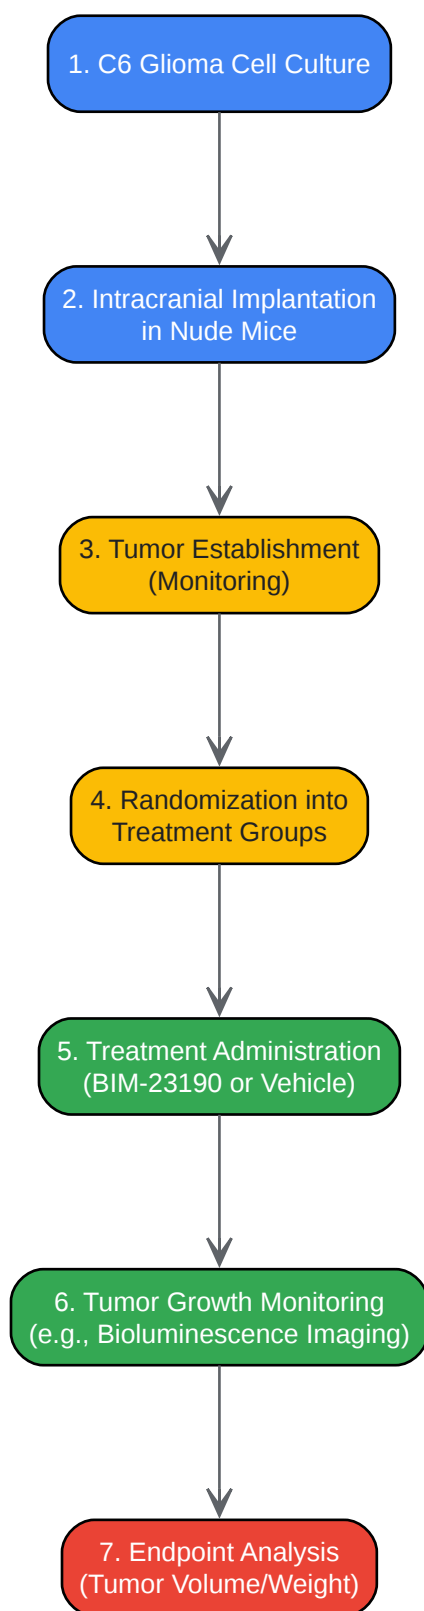 1. C6 Glioma Cell Culture
2. Intracranial Implantation
in Nude Mice
3. Tumor Establishment
(Monitoring)
4. Randomization into
Treatment Groups
5. Treatment Administration
(BIM-23190 or Vehicle)
6. Tumor Growth Monitoring
(e.g., Bioluminescence Imaging)
7. Endpoint Analysis
(Tumor Volume/Weight)